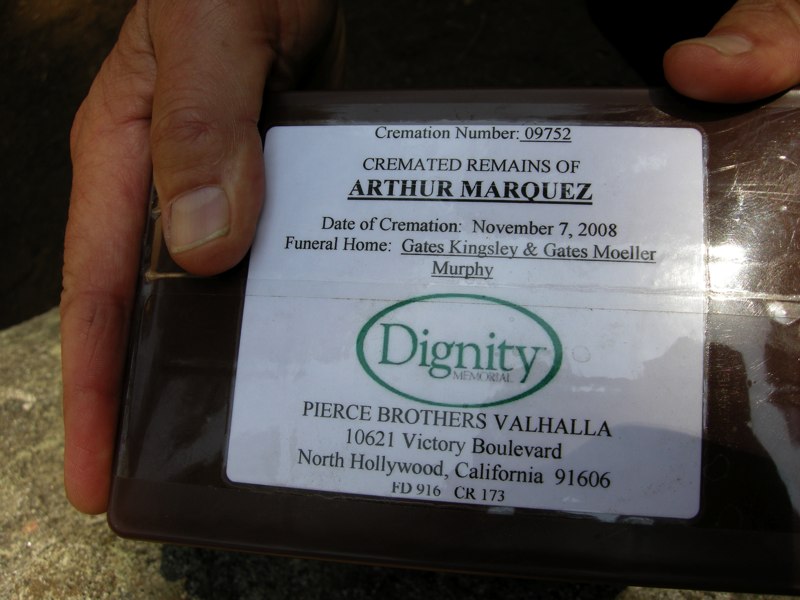 Cremation Number: 09752
CREMATED REMAINS OF
ARTHUR MARQUEZ
Date of Cremation: November 7, 2008
Funeral Home: Gates Kingsley & Gates Moeller
Murphy
Dignity
MEMORIAL
PIERCE BROTHERS VALHALLA
10621 Victory Boulevard
North Hollywood, California 91606
FD 916 CR 173